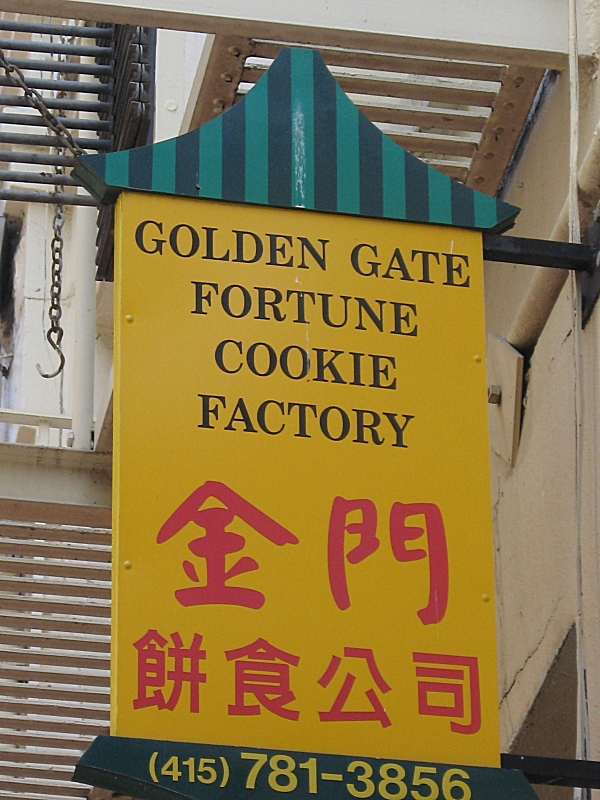 GOLDEN GATE
FORTUNE
COOKIE
FACTORY
金門
餅食公司
(415) 781-3856